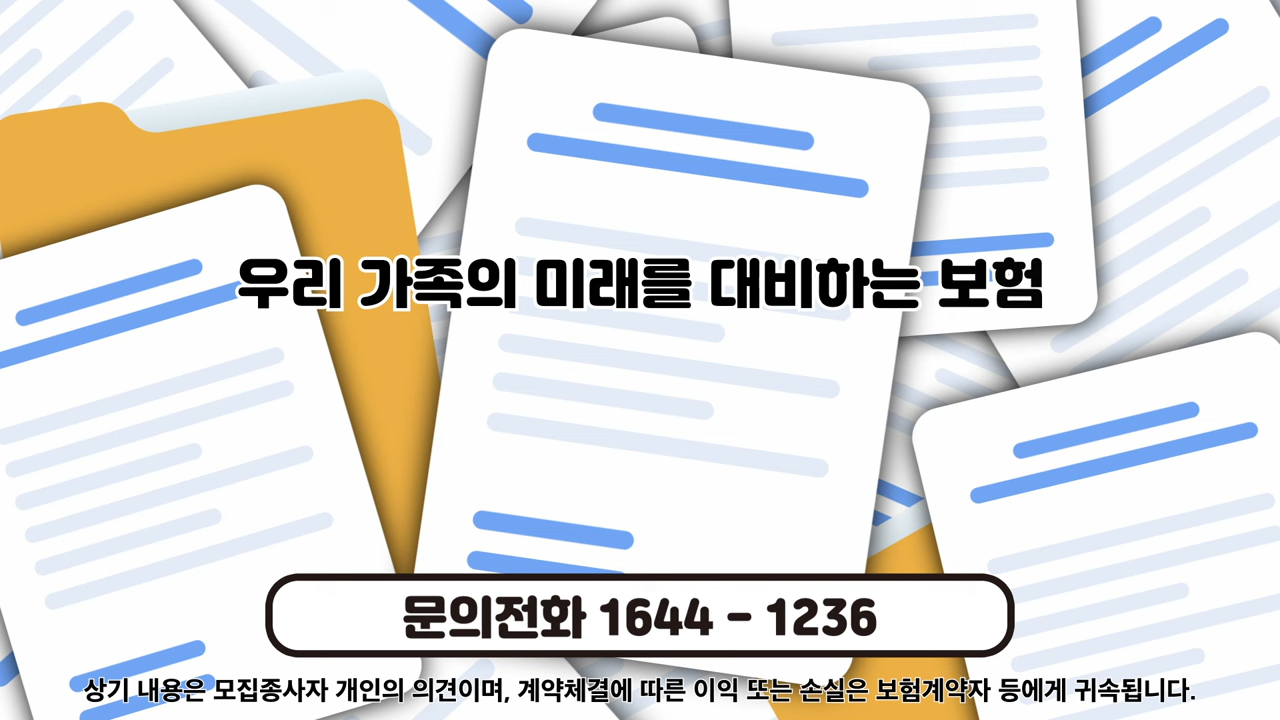 우리 가족의 미래를 대비하는 보험
문의전화 1644 - 1236
상기 내용은 모집종사자 개인의 의견이며, 계약체결에 따른 이익 또는 손실은 보험계약자 등에게 귀속됩니다.